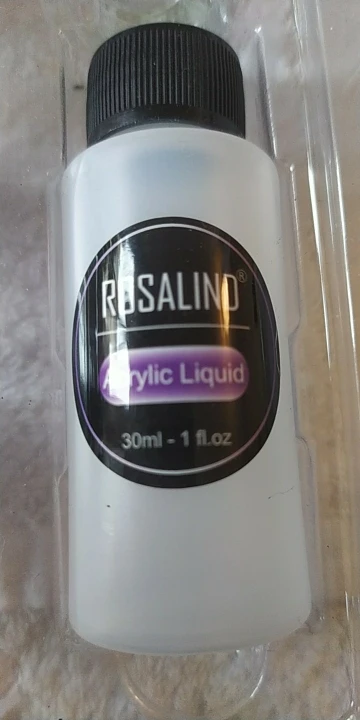 ROSALIND®
Acrylic Liquid
30ml - 1 fl.oz